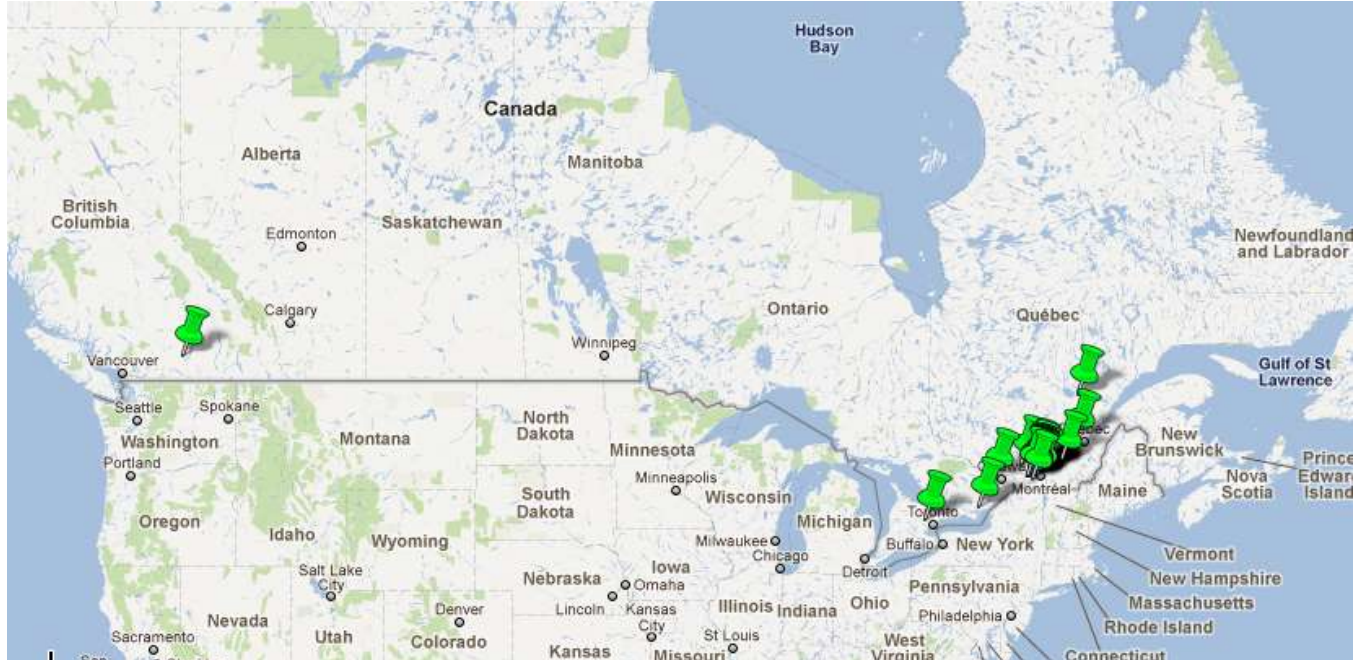 Hudson
Bay
Canada
Alberta
Manitoba
British
Columbia
Saskatchewan
Edmonton
Newfoundland
and Labrador
Calgary
Ontario
Québec
Winnipeg
Vancouver
Gulf of St
Lawrence
Seattle
Spokane
Washington
Montana
North
Dakota
Minnesota
New
Brunswick
Portland
Minneapolis
Wisconsin
Montréal
Maine
Nova
Scotia
Prince
Edward
Island
South
Dakota
Toronto
Oregon
Idaho
Wyoming
Michigan
Milwaukee
Chicago
Buffalo
New York
Detroit
Vermont
Salt Lake
City
Nebraska
Iowa
Omaha
New Hampshire
Pennsylvania
Massachusetts
Lincoln
Kansas
City
Illinois
Indiana
Ohio
Philadelphia
Rhode Island
Nevada
Denver
Utah
Colorado
Sacramento
St Louis
Kansas
Missouri
West
Virginia
Connecticut